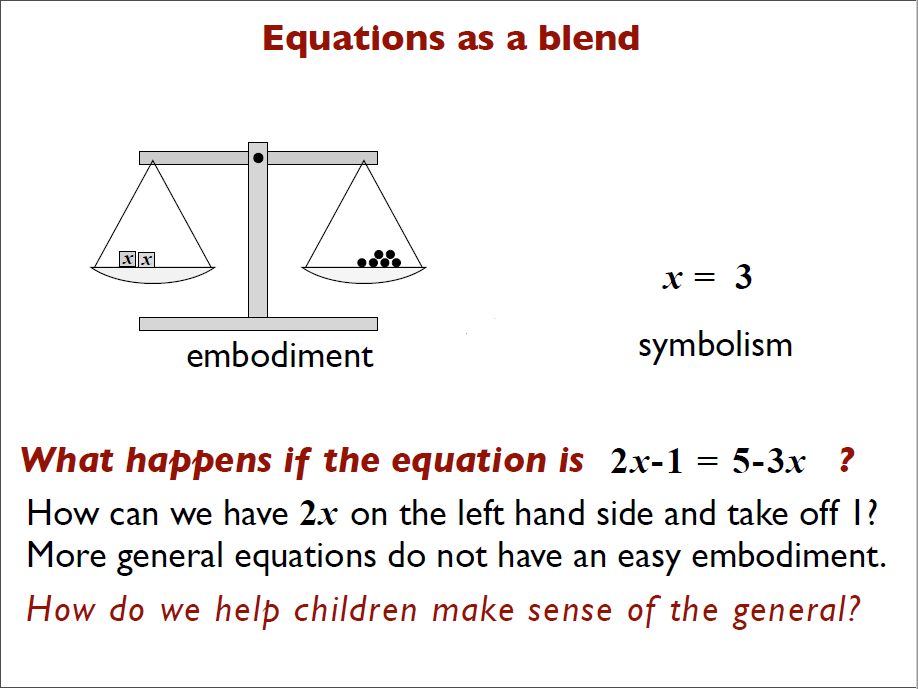 Equations as a blend
x x
x = 3
embodiment
symbolism
What happens if the equation is 2x-1 = 5-3x ?
How can we have 2x on the left hand side and take off 1?
More general equations do not have an easy embodiment.
How do we help children make sense of the general?